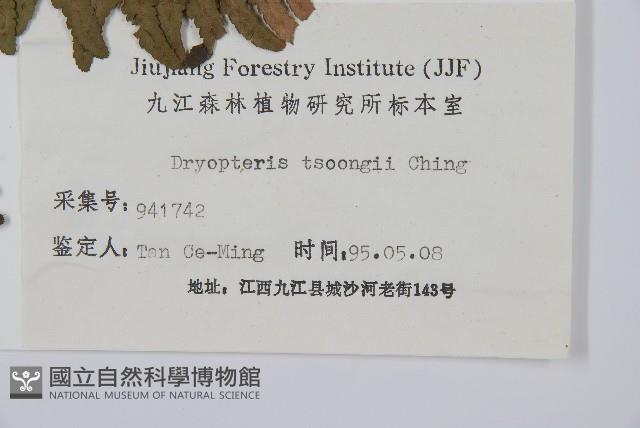 Jiujiang Forestry Institute (JJF)
九江森林植物研究所标本室
Dryopteris tsoongii Ching
采集号: 941742
鉴定人: Tan Ce-Ming 时间:95.05.08
地址: 江西九江县城沙河老街143号
國立自然科學博物館
NATIONAL MUSEUM OF NATURAL SCIENCE